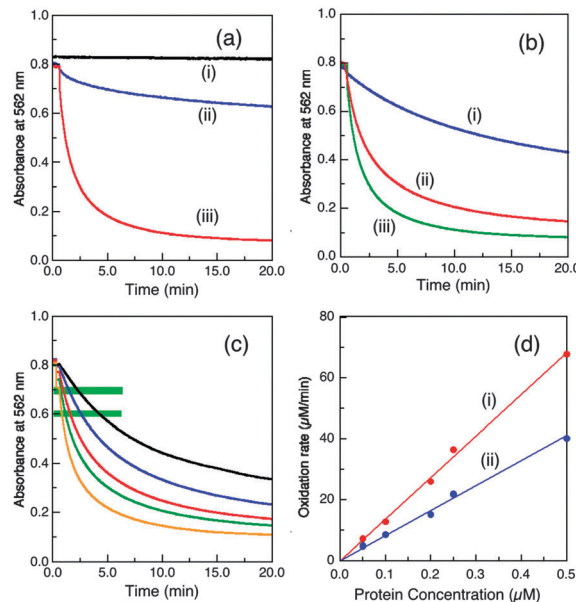 (a)
Absorbance at 562 nm
1.0
0.8
0.6
0.4
0.2
0.0
(i)
(ii)
(iii)
0.0 5.0 10.0 15.0 20.0
Time (min)
(b)
Absorbance at 562 nm
1.0
0.8
0.6
0.4
0.2
0.0
(i)
(ii)
(iii)
0.0 5.0 10.0 15.0 20.0
Time (min)
(c)
Absorbance at 562 nm
1.0
0.8
0.6
0.4
0.2
0.0
0.0 5.0 10.0 15.0 20.0
Time (min)
(d)
Oxidation rate (µM/min)
80
60
40
20
0
(i)
(ii)
0.0 0.1 0.2 0.3 0.4 0.5
Protein Concentration (µM)